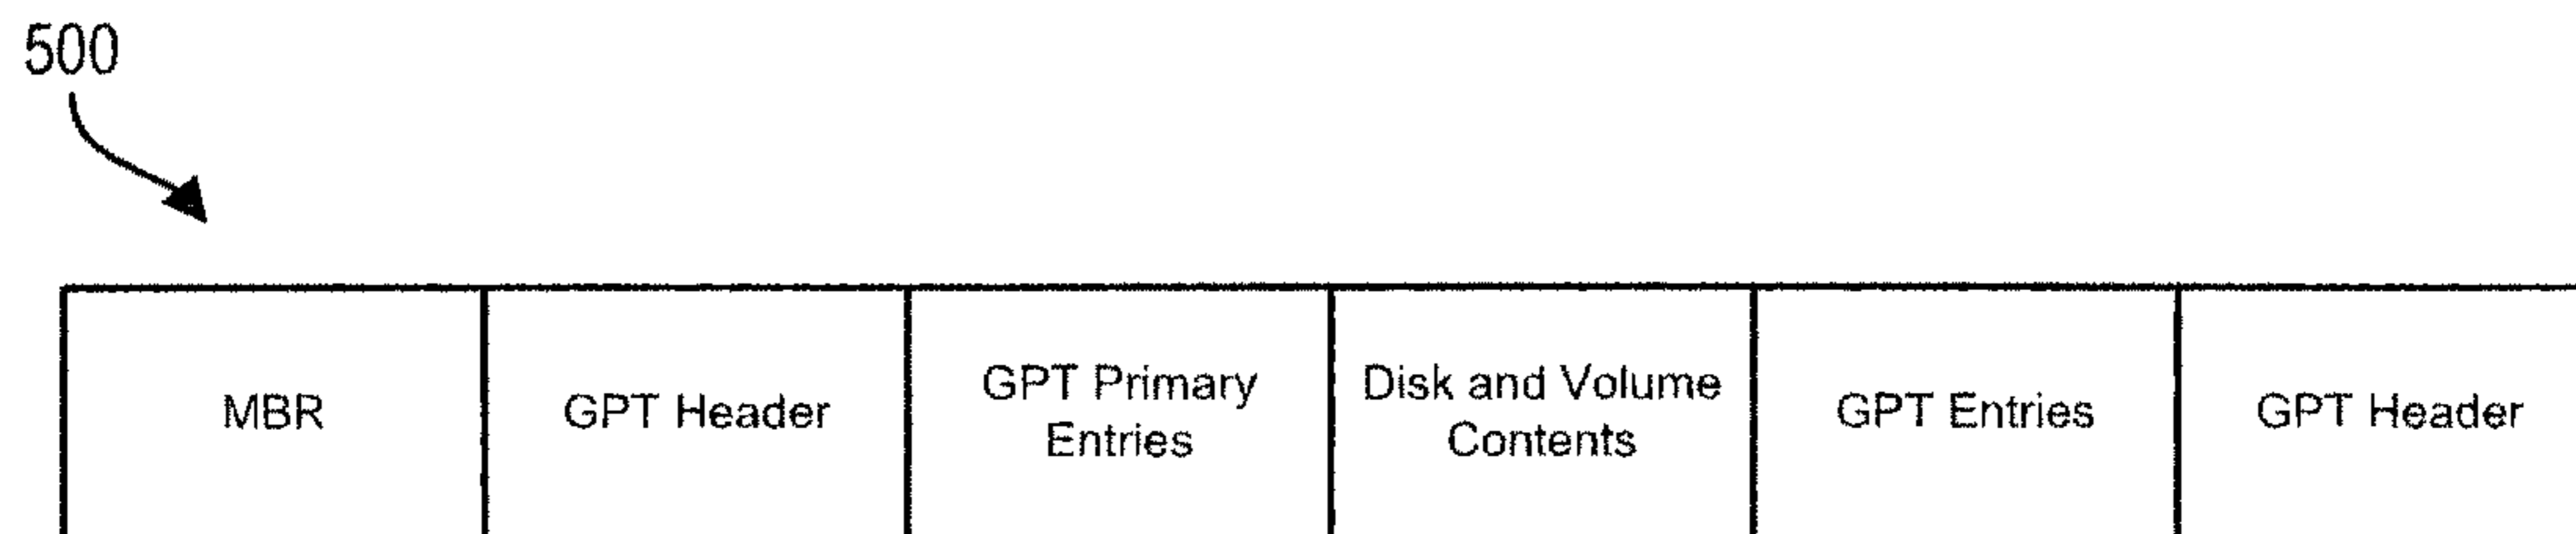 500
MBR
GPT Header
GPT Primary
Entries
Disk and Volume
Contents
GPT Entries
GPT Header